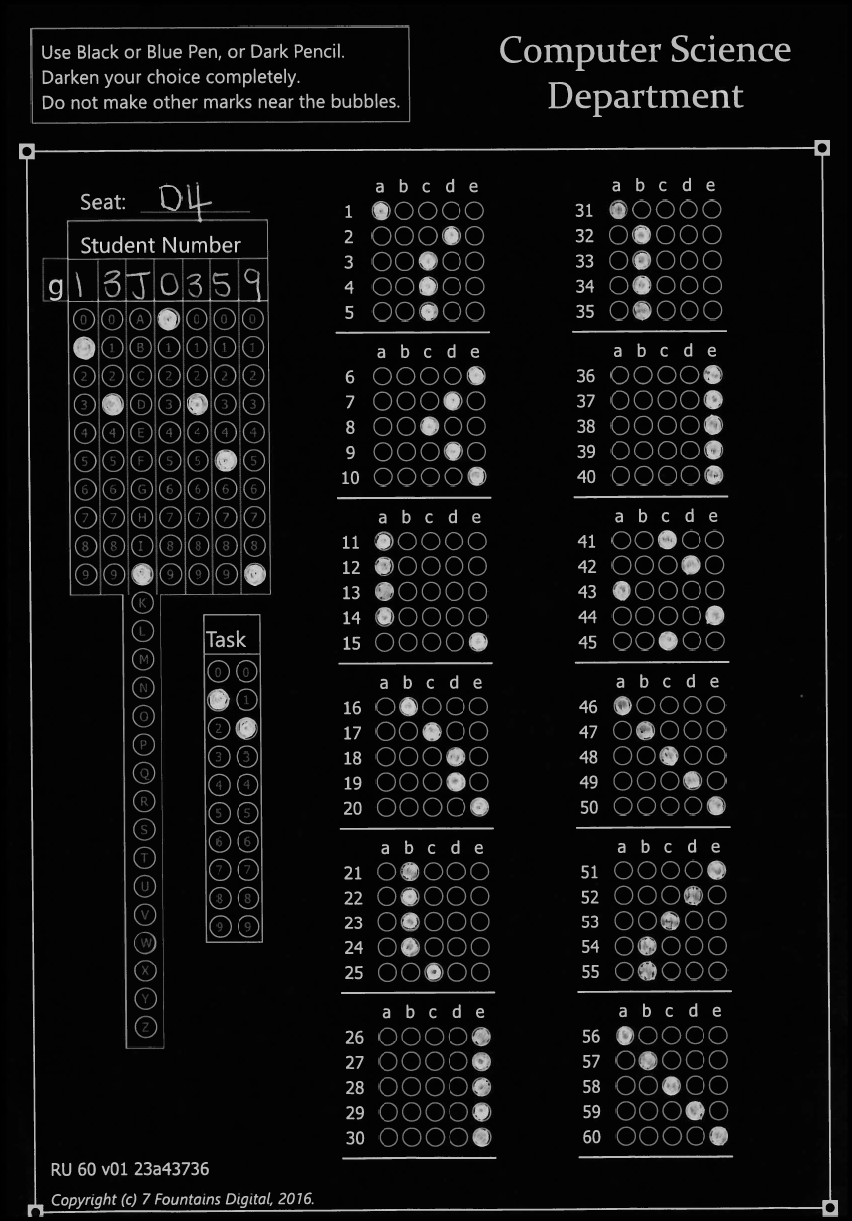 Use Black or Blue Pen, or Dark Pencil.
Darken your choice completely.
Do not make other marks near the bubbles.
Computer Science
Department
Seat: D4
Student Number
g 1 3 J 0 3 5 9
0 0 A 0 0 0
1 B 1 1 1 1
2 2 C 2 2 2 2
3 D 3 3 3
4 4 E 4 4 4 4
5 5 F 5 5 5
6 6 G 6 6 6 6
7 7 H 7 7 7 7
8 8 I 8 8 8 8
9 9 9 9 9
K
L
M
N
O
P
Q
R
S
T
U
V
W
X
Y
Z
Task
0 0
1
2
3 3
4 4
5 5
6 6
7 7
8 8
9 9
a b c d e
1
2
3
4
5
a b c d e
6
7
8
9
10
a b c d e
11
12
13
14
15
a b c d e
16
17
18
19
20
a b c d e
21
22
23
24
25
a b c d e
26
27
28
29
30
a b c d e
31
32
33
34
35
a b c d e
36
37
38
39
40
a b c d e
41
42
43
44
45
a b c d e
46
47
48
49
50
a b c d e
51
52
53
54
55
a b c d e
56
57
58
59
60
RU 60 v01 23a43736
Copyright (c) 7 Fountains Digital, 2016.